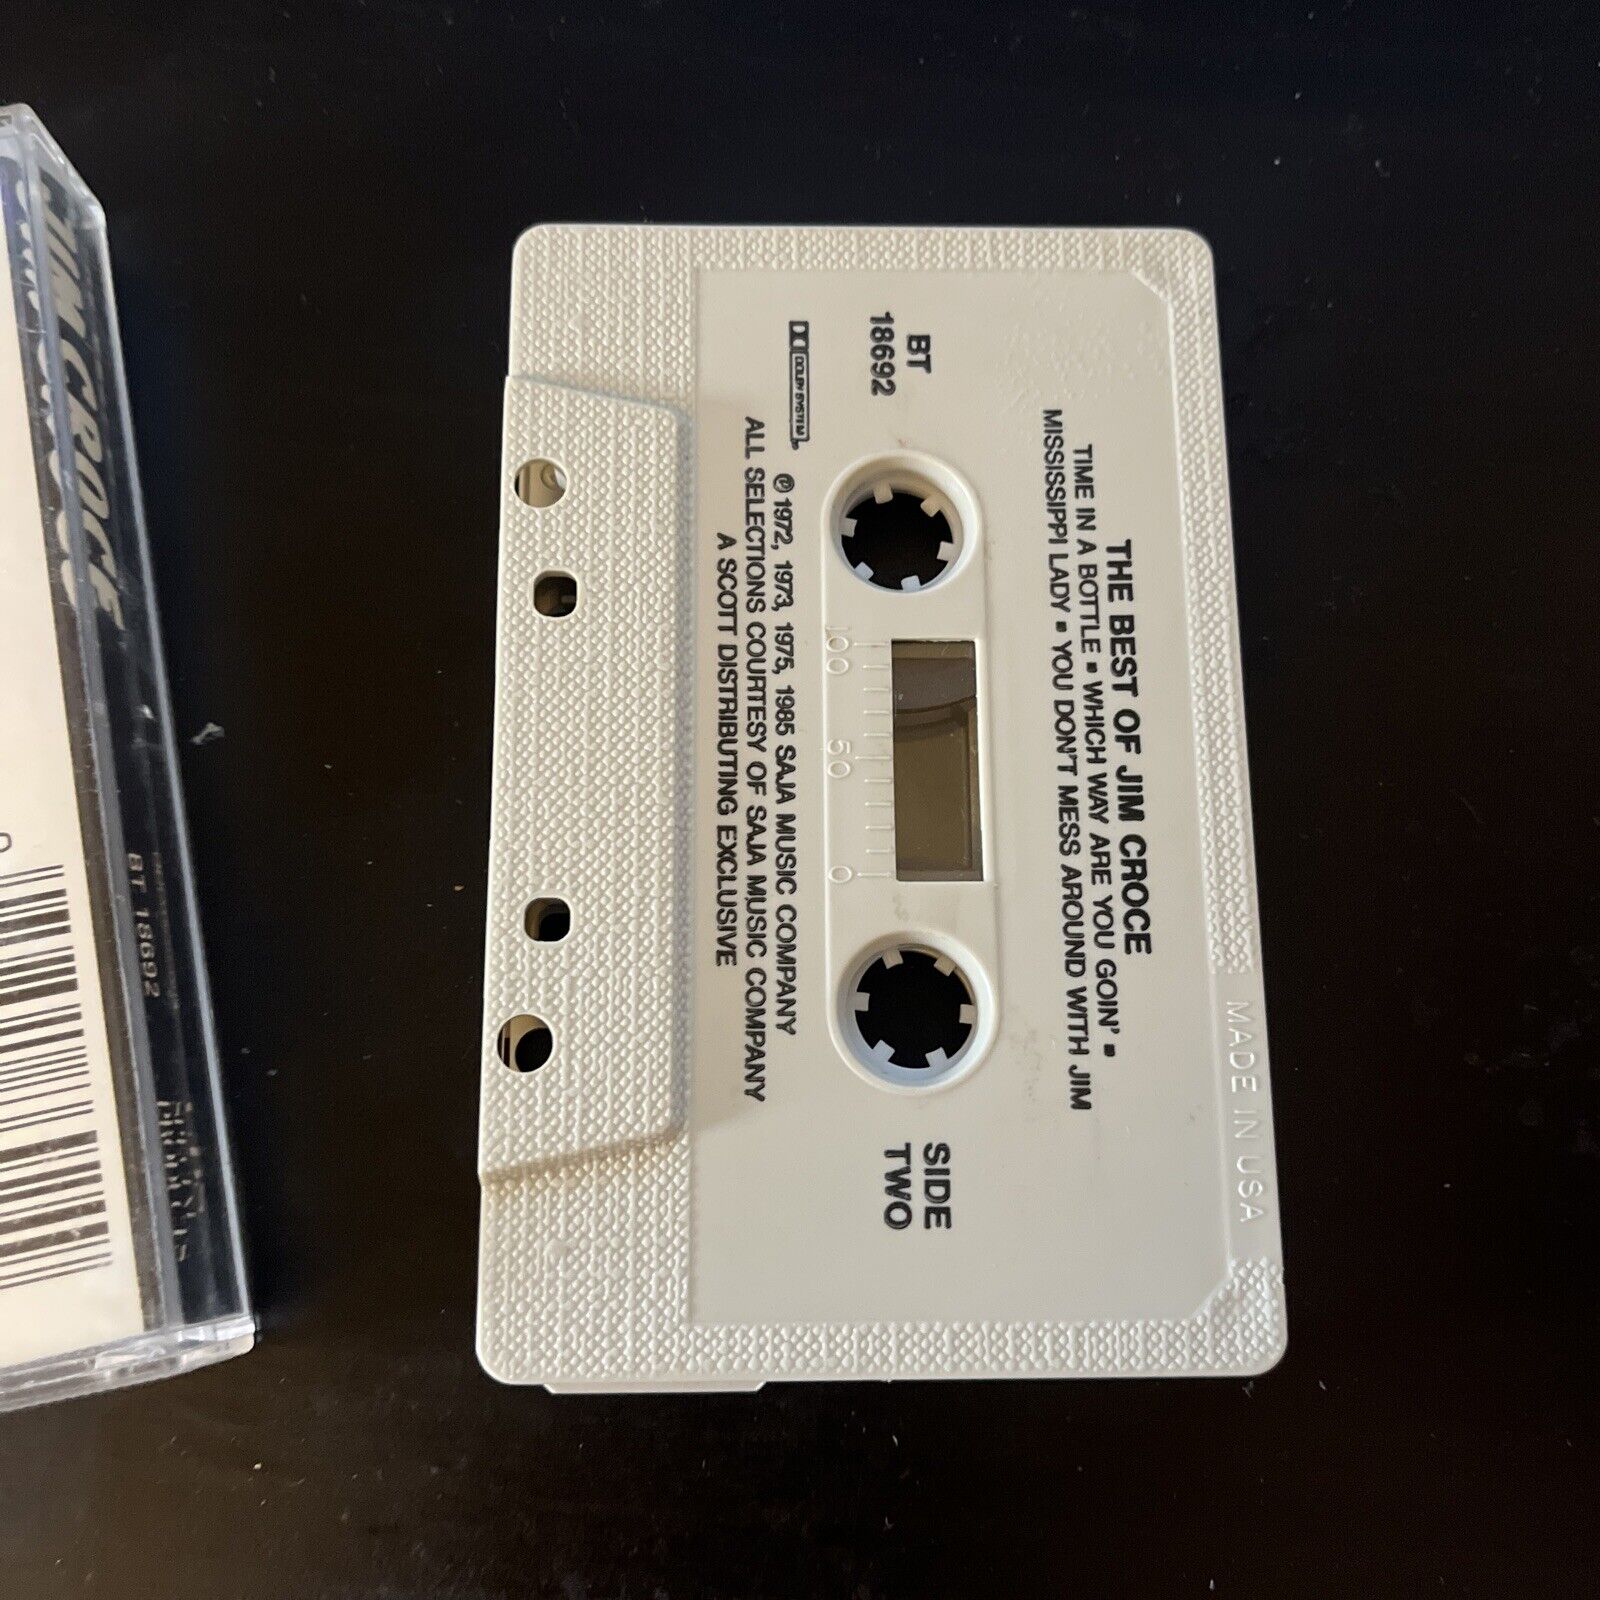 THE BEST OF JIM CROCE
TIME IN A BOTTLE ▪ WHICH WAY ARE YOU GOIN' ▪
MISSISSIPPI LADY ▪ YOU DON'T MESS AROUND WITH JIM
BT
18692
SIDE
TWO
100 50 0
DOLBY SYSTEM
℗ 1972, 1973, 1975, 1985 SAJA MUSIC COMPANY
ALL SELECTIONS COURTESY OF SAJA MUSIC COMPANY
A SCOTT DISTRIBUTING EXCLUSIVE
MADE IN USA
JIM CROCE
BT 18692